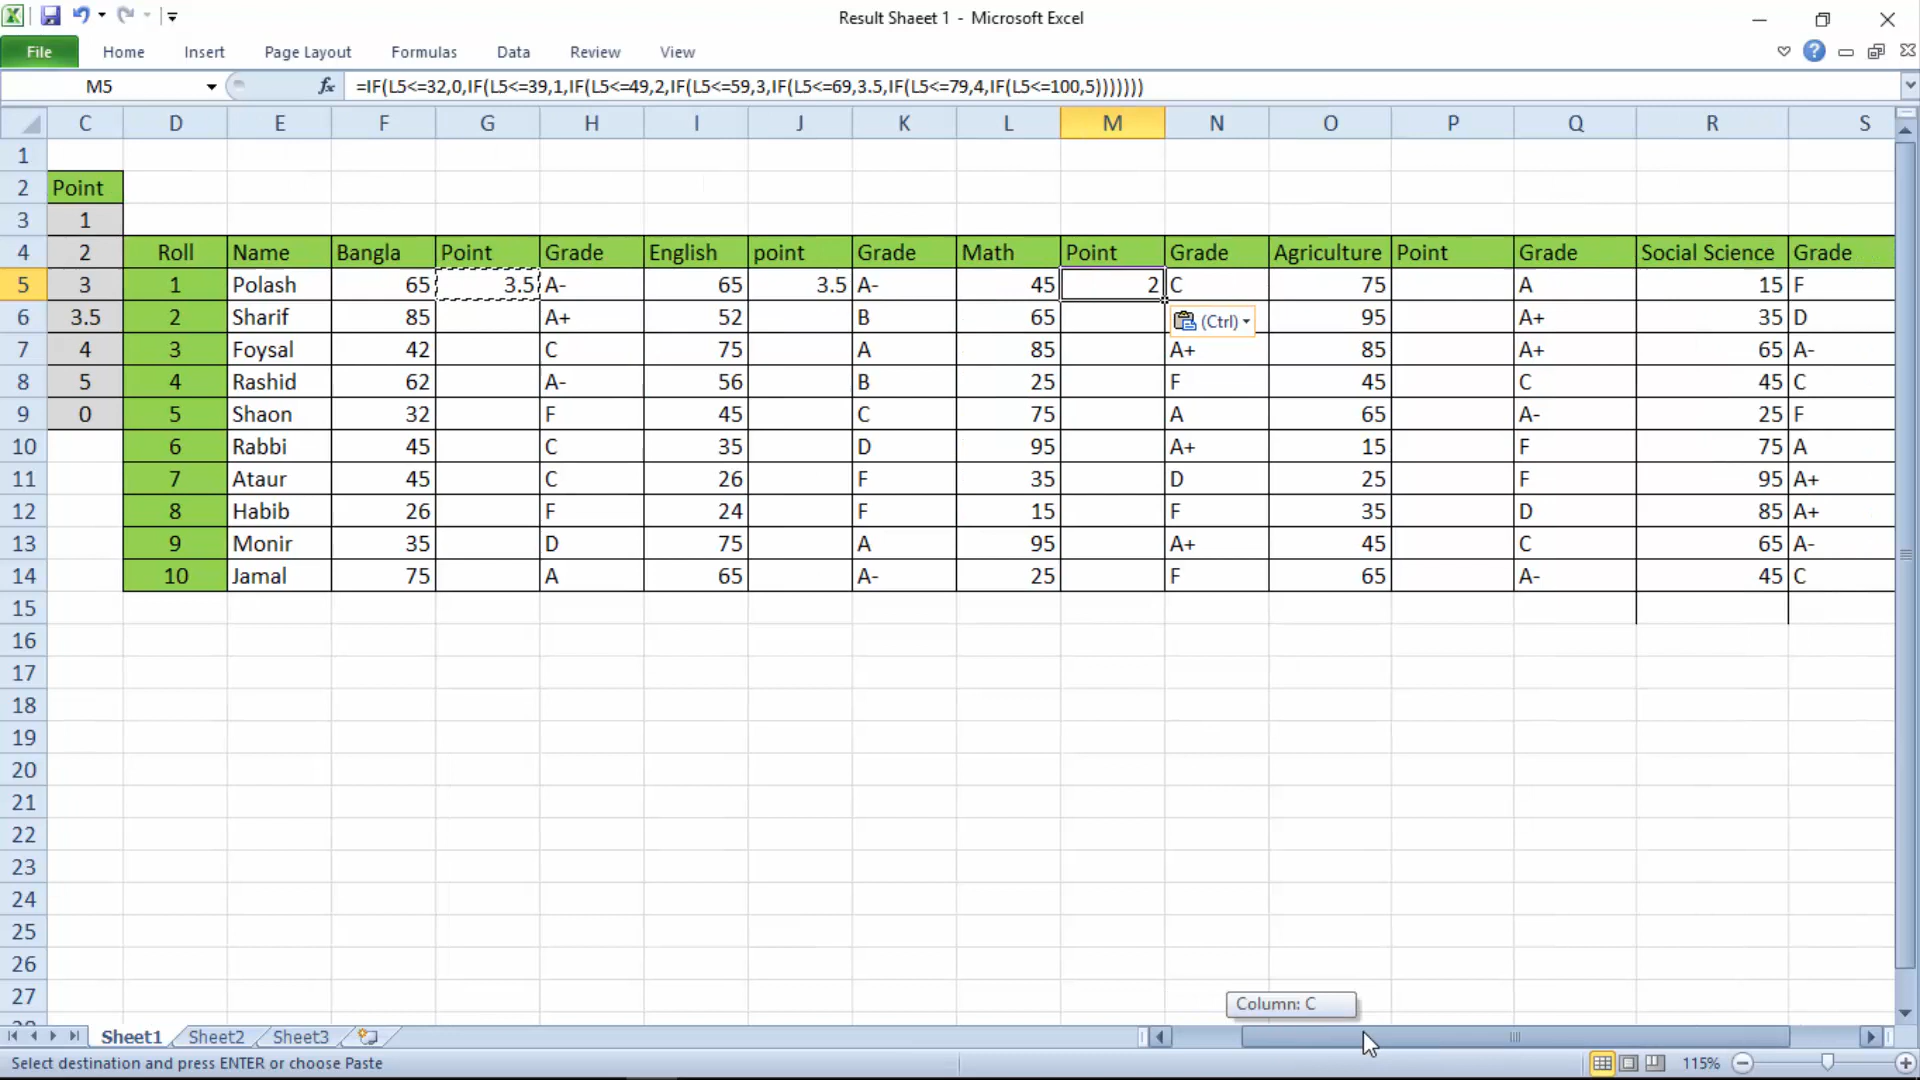 Result Shaeet 1 - Microsoft Excel
File Home Insert Page Layout Formulas Data Review View
M5 fx =IF(L5<=32,0,IF(L5<=39,1,IF(L5<=49,2,IF(L5<=59,3,IF(L5<=69,3.5,IF(L5<=79,4,IF(L5<=100,5)))))))
C D E F G H I J K L M N O P Q R S
1
2 Point
3 1
4 2 Roll Name Bangla Point Grade English point Grade Math Point Grade Agriculture Point Grade Social Science Grade
5 3 1 Polash 65 3.5 A- 65 3.5 A- 45 2 C 75 A 15 F
6 3.5 2 Sharif 85 A+ 52 B 65 (Ctrl) 95 A+ 35 D
7 4 3 Foysal 42 C 75 A 85 A+ 85 A+ 65 A-
8 5 4 Rashid 62 A- 56 B 25 F 45 C 45 C
9 0 5 Shaon 32 F 45 C 75 A 65 A- 25 F
10 6 Rabbi 45 C 35 D 95 A+ 15 F 75 A
11 7 Ataur 45 C 26 F 35 D 25 F 95 A+
12 8 Habib 26 F 24 F 15 F 35 D 85 A+
13 9 Monir 35 D 75 A 95 A+ 45 C 65 A-
14 10 Jamal 75 A 65 A- 25 F 65 A- 45 C
15
16
17
18
19
20
21
22
23
24
25
26
27
Column: C
Sheet1 Sheet2 Sheet3
Select destination and press ENTER or choose Paste 115%